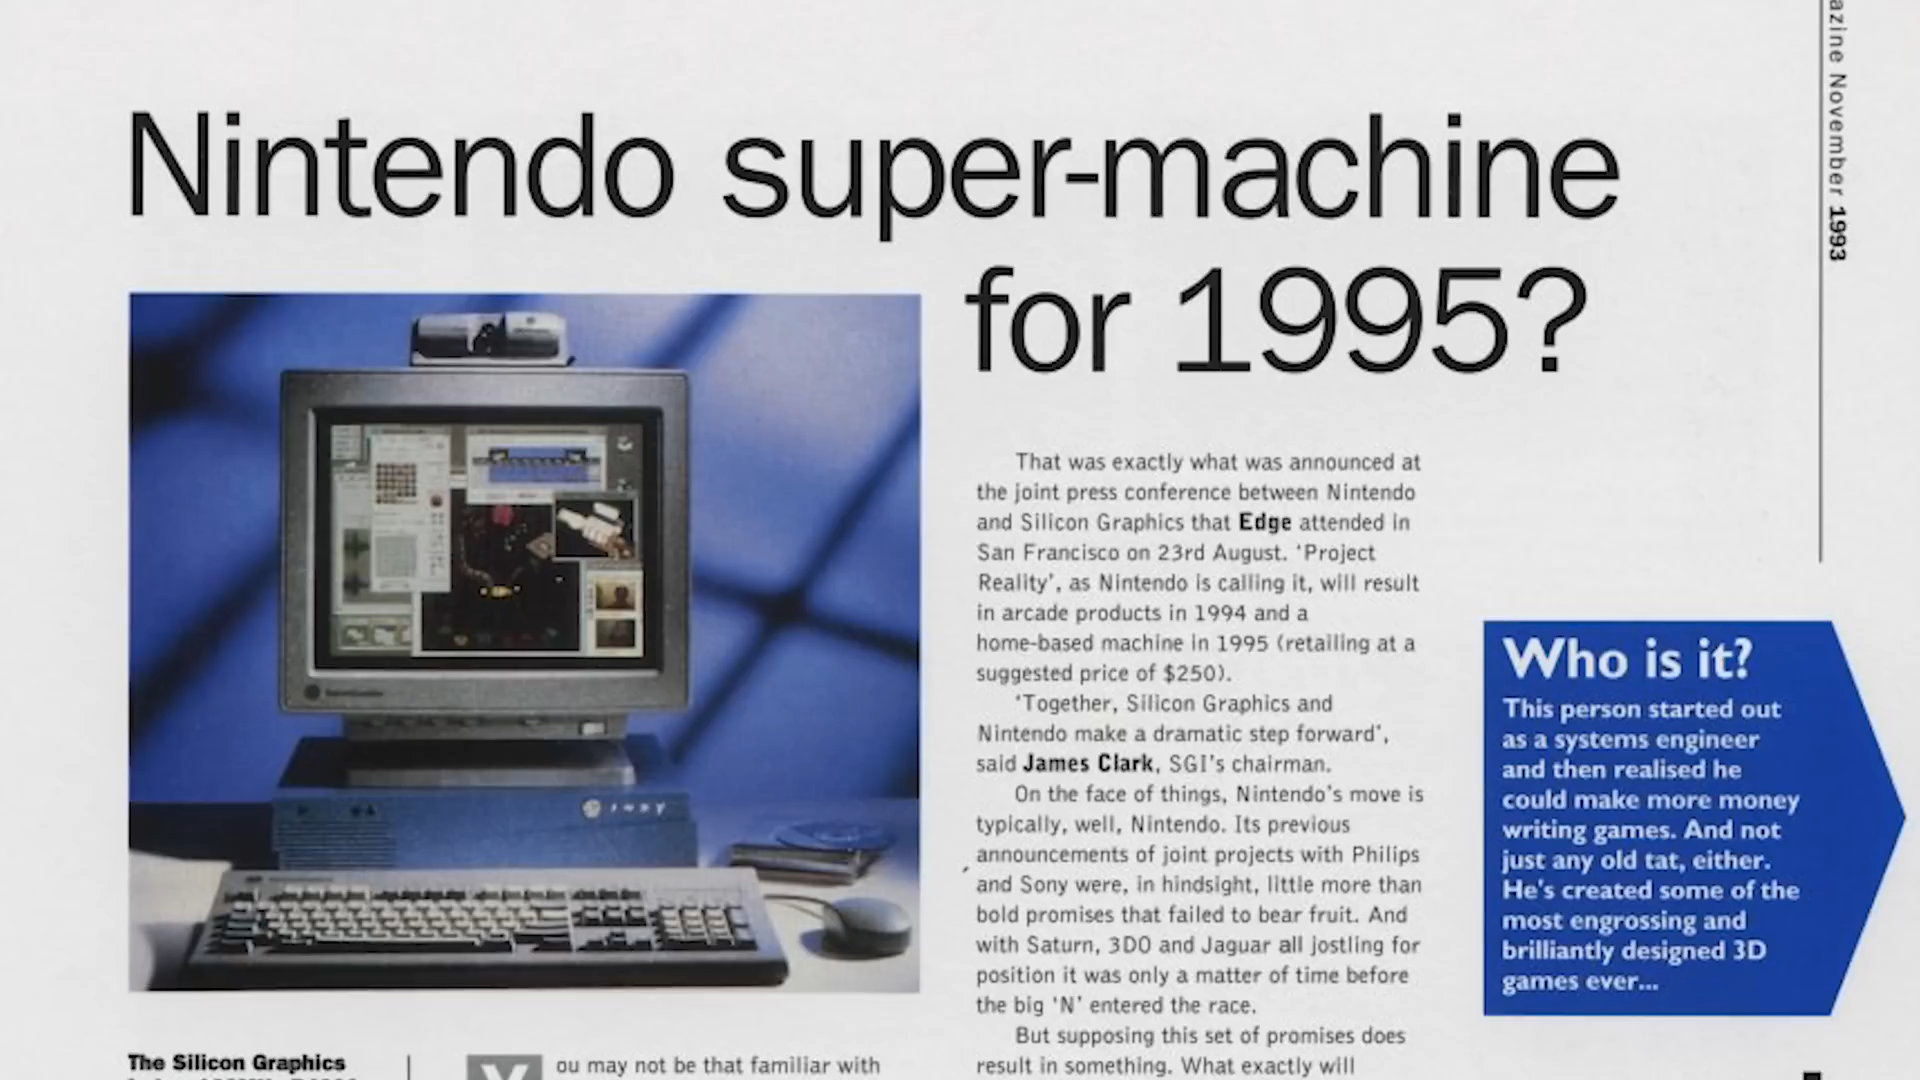 azine November 1993
Nintendo super-machine
for 1995?
INDY
The Silicon Graphics
You may not be that familiar with
That was exactly what was announced at
the joint press conference between Nintendo
and Silicon Graphics that Edge attended in
San Francisco on 23rd August. ‘Project
Reality’, as Nintendo is calling it, will result
in arcade products in 1994 and a
home-based machine in 1995 (retailing at a
suggested price of $250).
‘Together, Silicon Graphics and
Nintendo make a dramatic step forward’,
said James Clark, SGI’s chairman.
On the face of things, Nintendo’s move is
typically, well, Nintendo. Its previous
announcements of joint projects with Philips
and Sony were, in hindsight, little more than
bold promises that failed to bear fruit. And
with Saturn, 3DO and Jaguar all jostling for
position it was only a matter of time before
the big ‘N’ entered the race.
But supposing this set of promises does
result in something. What exactly will
Who is it?
This person started out
as a systems engineer
and then realised he
could make more money
writing games. And not
just any old tat, either.
He's created some of the
most engrossing and
brilliantly designed 3D
games ever...